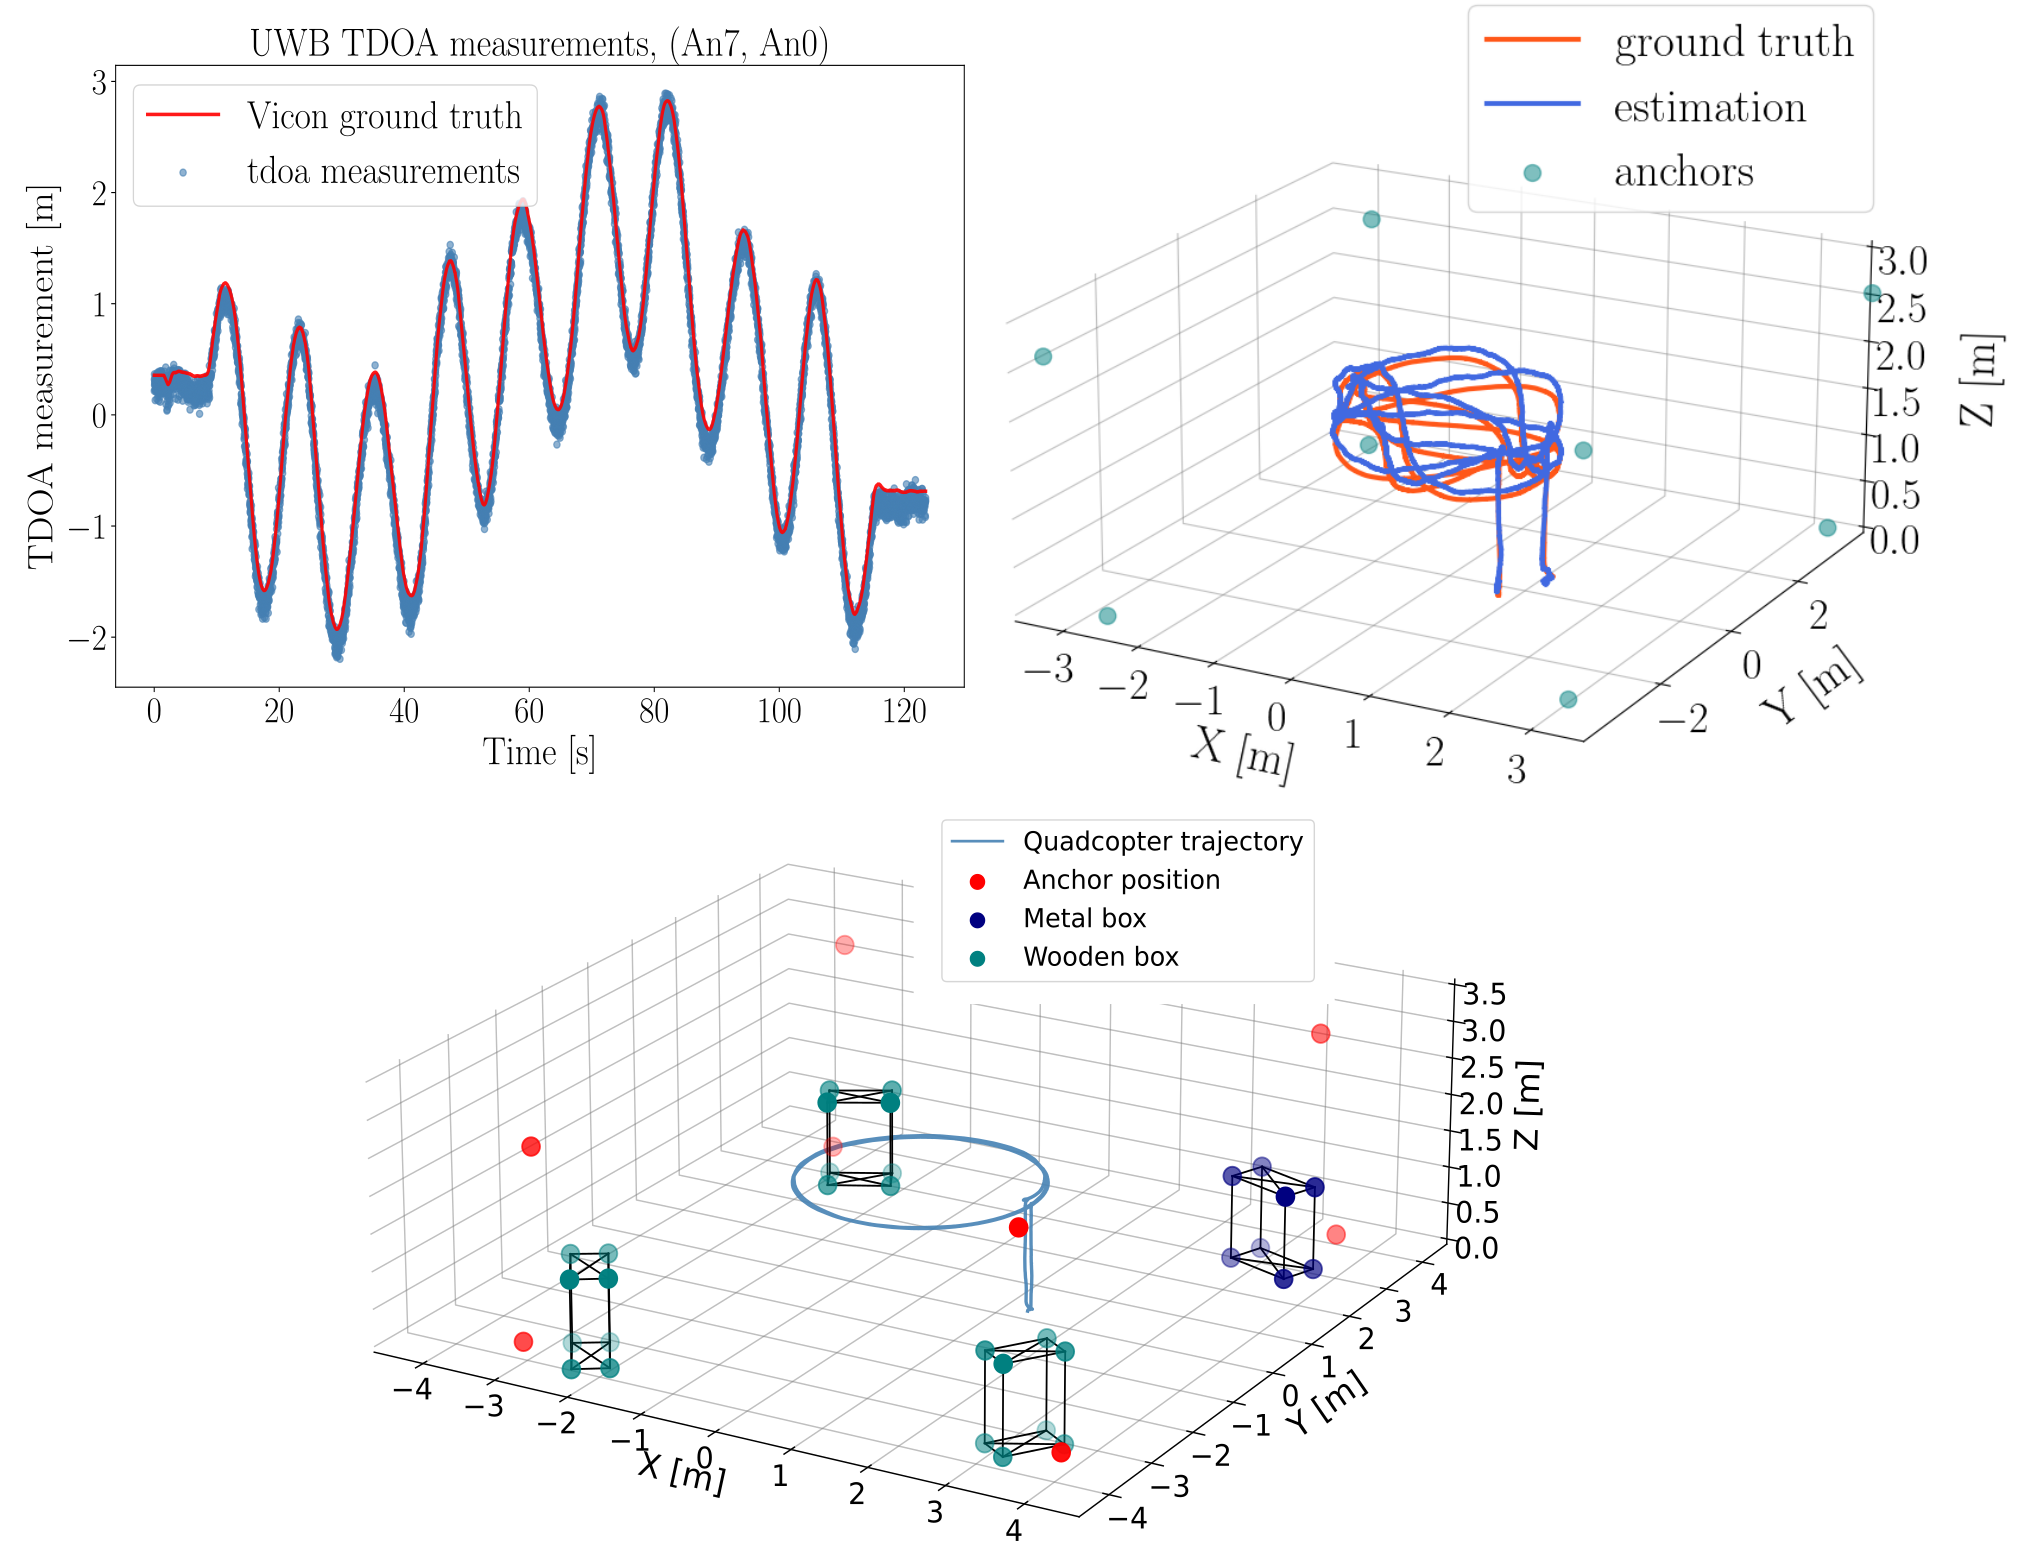 UWB TDOA measurements, (An7, An0)
Vicon ground truth
tdoa measurements
TDOA measurement [m]
3
2
1
0
−1
−2
0 20 40 60 80 100 120
Time [s]
ground truth
estimation
anchors
3.0
2.5
2.0
1.5
1.0
0.5
0.0
Z [m]
−3 −2 −1 0 1 2 3
X [m]
−2 0 2
Y [m]
Quadcopter trajectory
Anchor position
Metal box
Wooden box
3.5
3.0
2.5
2.0
1.5
1.0
0.5
0.0
Z [m]
−4 −3 −2 −1 0 1 2 3 4
X [m]
−4 −3 −2 −1 0 1 2 3 4
Y [m]